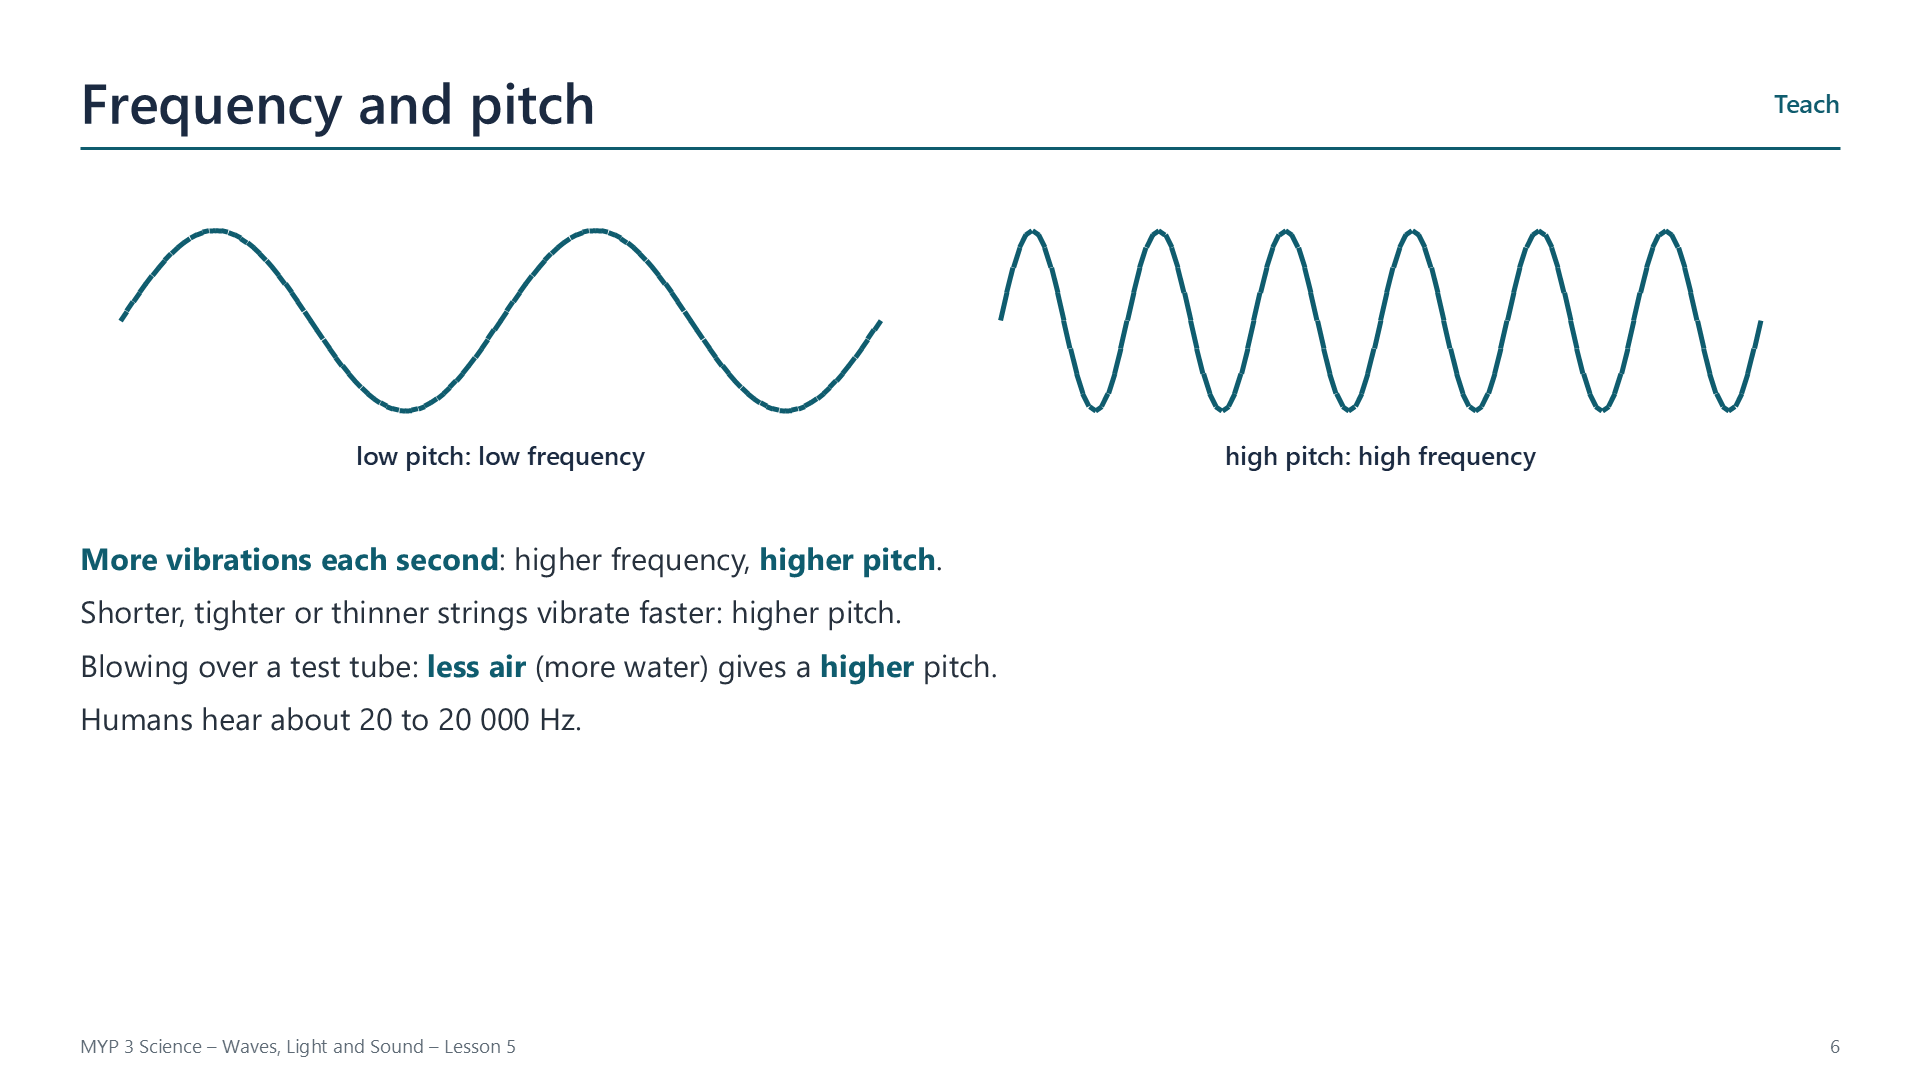 Frequency and pitch
Teach
low pitch: low frequency
high pitch: high frequency
More vibrations each second: higher frequency, higher pitch.
Shorter, tighter or thinner strings vibrate faster: higher pitch.
Blowing over a test tube: less air (more water) gives a higher pitch.
Humans hear about 20 to 20 000 Hz.
MYP 3 Science – Waves, Light and Sound – Lesson 5
6